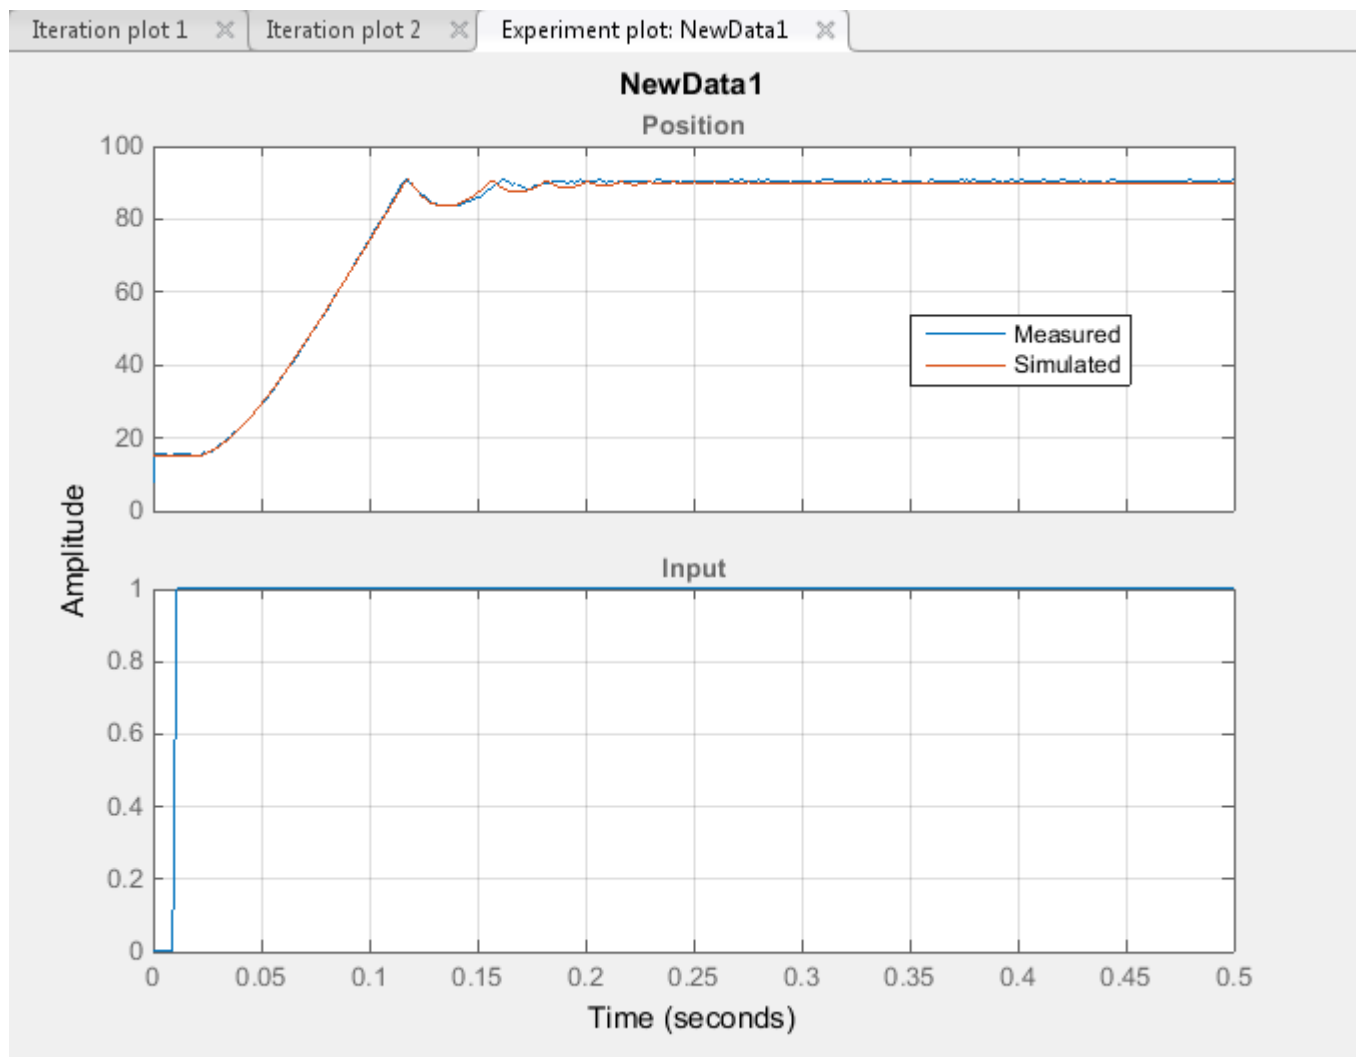 Iteration plot 1 Iteration plot 2 Experiment plot: NewData1
NewData1
Position
100
80
60
40
20
0
Measured
Simulated
Amplitude
Input
1
0.8
0.6
0.4
0.2
0
0 0.05 0.1 0.15 0.2 0.25 0.3 0.35 0.4 0.45 0.5
Time (seconds)